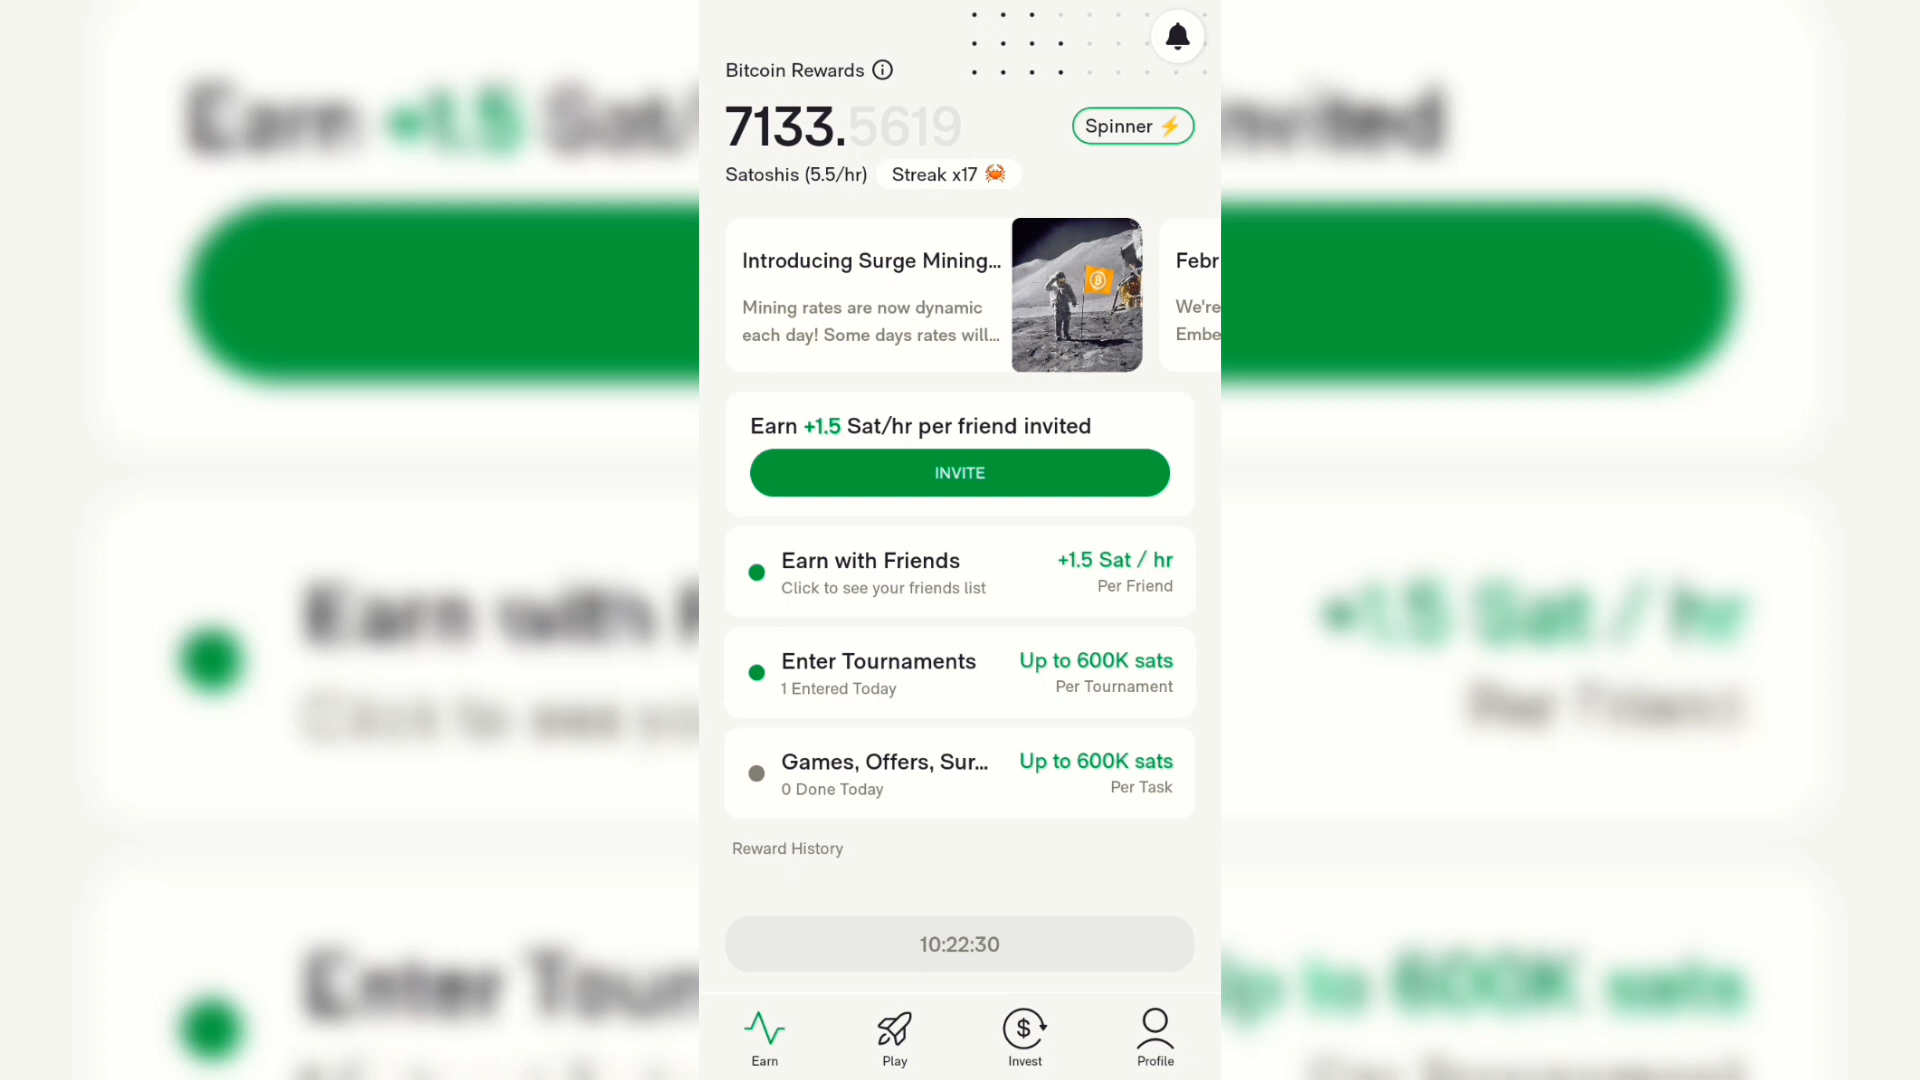 Bitcoin Rewards
7133.5619
Spinner ⚡
Satoshis (5.5/hr)
Streak x17 🦀
Introducing Surge Mining...
Mining rates are now dynamic
each day! Some days rates will...
Febr
We're
Embe
Earn +1.5 Sat/hr per friend invited
INVITE
Earn with Friends
+1.5 Sat / hr
Click to see your friends list
Per Friend
Enter Tournaments
Up to 600K sats
1 Entered Today
Per Tournament
Games, Offers, Sur...
Up to 600K sats
0 Done Today
Per Task
Reward History
10:22:30
Earn
Play
Invest
Profile